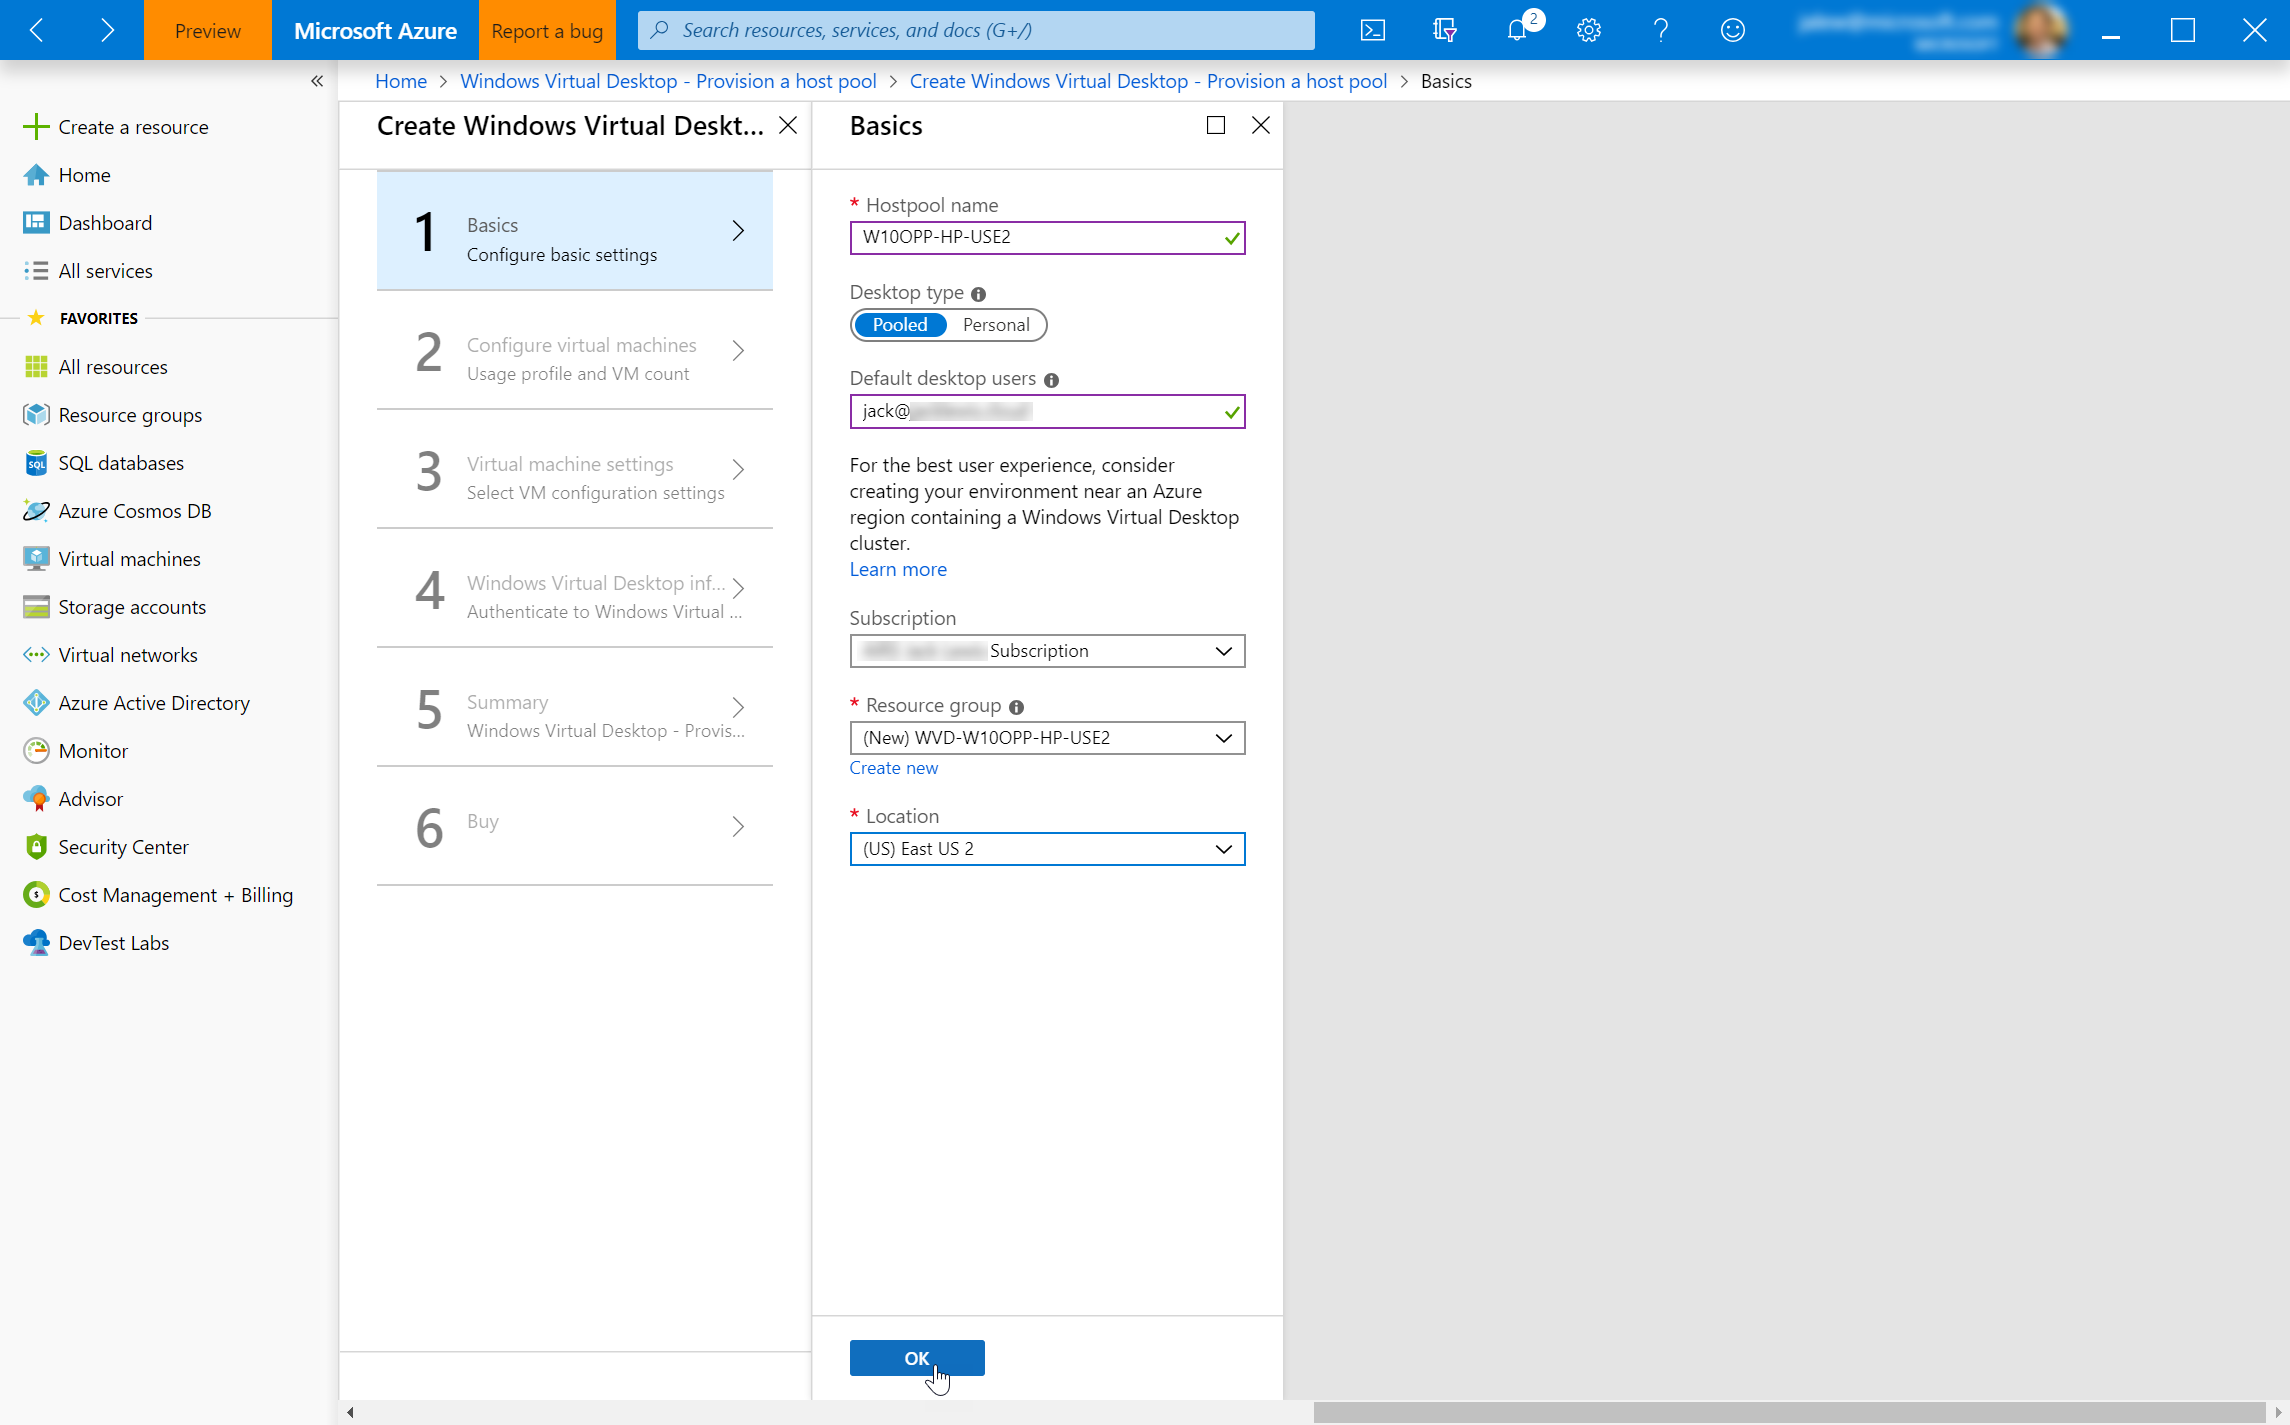 Preview
Microsoft Azure
Report a bug
Search resources, services, and docs (G+/)
2
Home > Windows Virtual Desktop - Provision a host pool > Create Windows Virtual Desktop - Provision a host pool > Basics
Create a resource
Home
Dashboard
All services
FAVORITES
All resources
Resource groups
SQL databases
Azure Cosmos DB
Virtual machines
Storage accounts
Virtual networks
Azure Active Directory
Monitor
Advisor
Security Center
Cost Management + Billing
DevTest Labs
Create Windows Virtual Deskt...
1
Basics
Configure basic settings
2
Configure virtual machines
Usage profile and VM count
3
Virtual machine settings
Select VM configuration settings
4
Windows Virtual Desktop inf...
Authenticate to Windows Virtual ...
5
Summary
Windows Virtual Desktop - Provis...
6
Buy
Basics
* Hostpool name
W10OPP-HP-USE2
Desktop type
Pooled Personal
Default desktop users
jack@
For the best user experience, consider
creating your environment near an Azure
region containing a Windows Virtual Desktop
cluster.
Learn more
Subscription
Subscription
* Resource group
(New) WVD-W10OPP-HP-USE2
Create new
* Location
(US) East US 2
OK